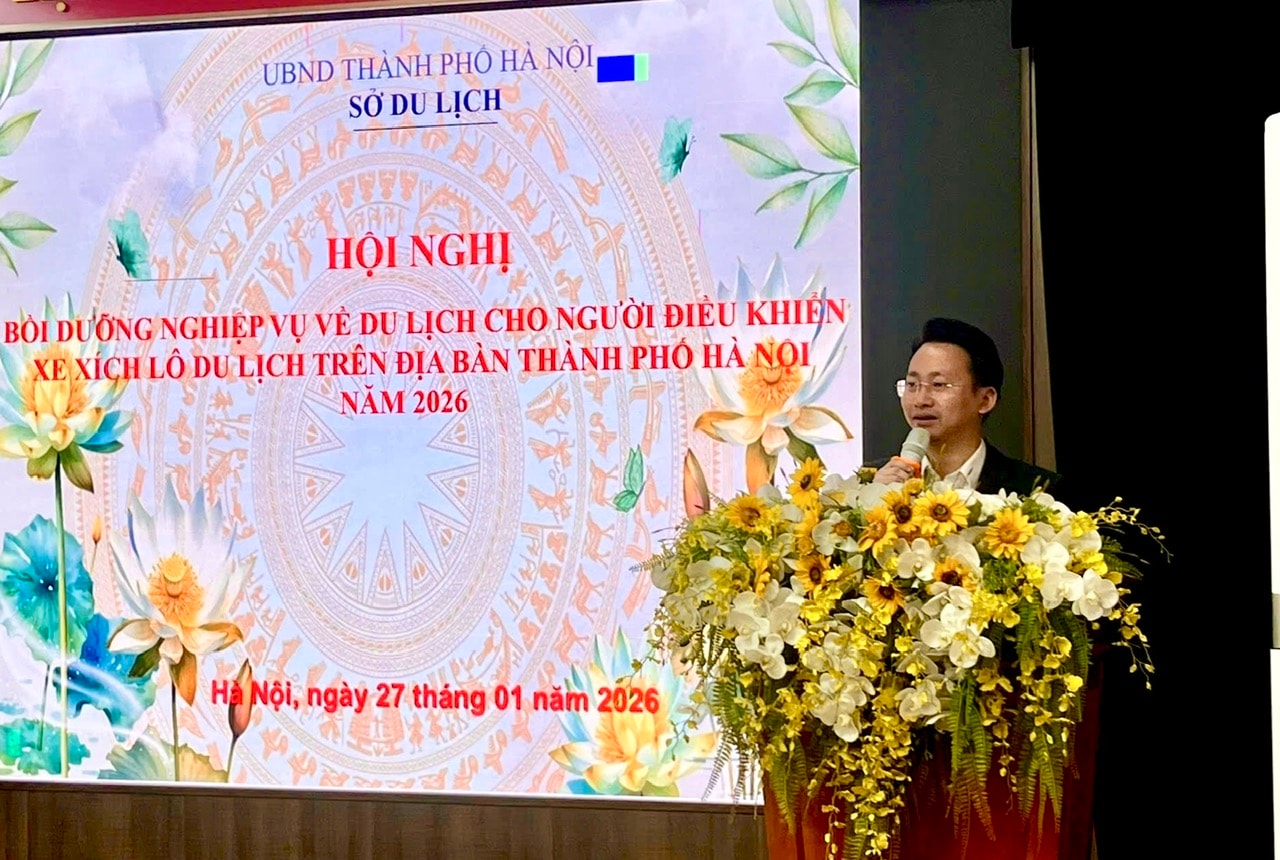 UBND THÀNH PHỐ HÀ NỘI
SỞ DU LỊCH
HỘI NGHỊ
BỒI DƯỠNG NGHIỆP VỤ VỀ DU LỊCH CHO NGƯỜI ĐIỀU KHIỂN
XE XÍCH LÔ DU LỊCH TRÊN ĐỊA BÀN THÀNH PHỐ HÀ NỘI
NĂM 2026
Hà Nội, ngày 27 tháng 01 năm 2026